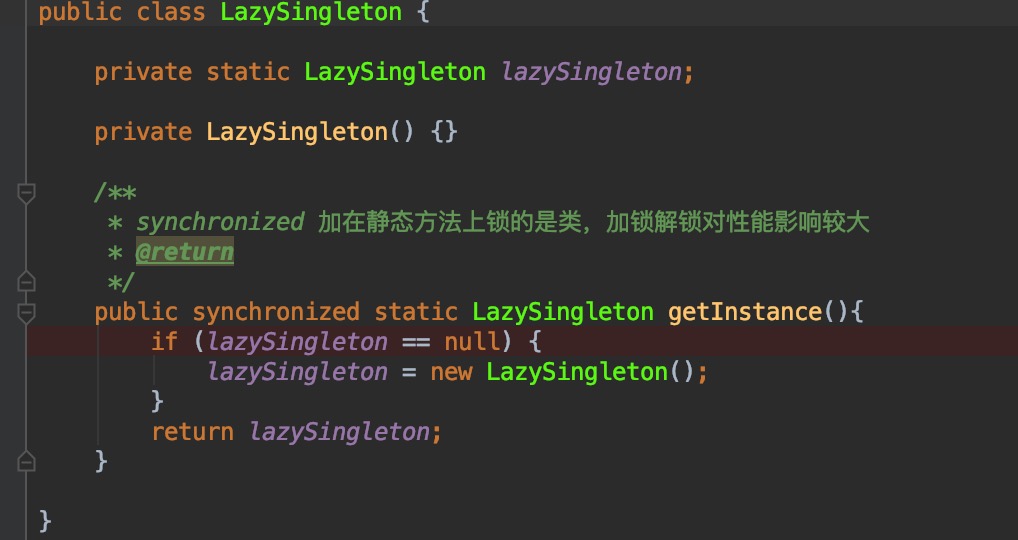 public class LazySingleton {
private static LazySingleton lazySingleton;
private LazySingleton() {}
/**
* synchronized 加在静态方法上锁的是类，加锁解锁对性能影响较大
* @return
*/
public synchronized static LazySingleton getInstance(){
if (lazySingleton == null) {
lazySingleton = new LazySingleton();
}
return lazySingleton;
}
}